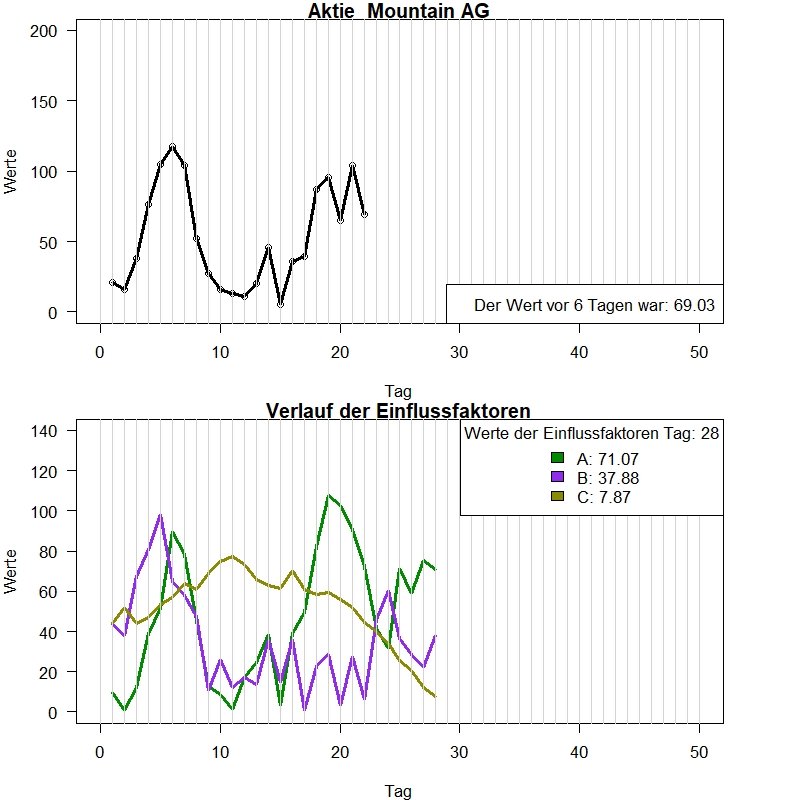 Aktie  Mountain AG
Werte
200
150
100
50
0
Der Wert vor 6 Tagen war: 69.03
0 10 20 30 40 50
Tag
Verlauf der Einflussfaktoren
Werte
140
120
100
80
60
40
20
0
Werte der Einflussfaktoren Tag: 28
A: 71.07
B: 37.88
C: 7.87
0 10 20 30 40 50
Tag